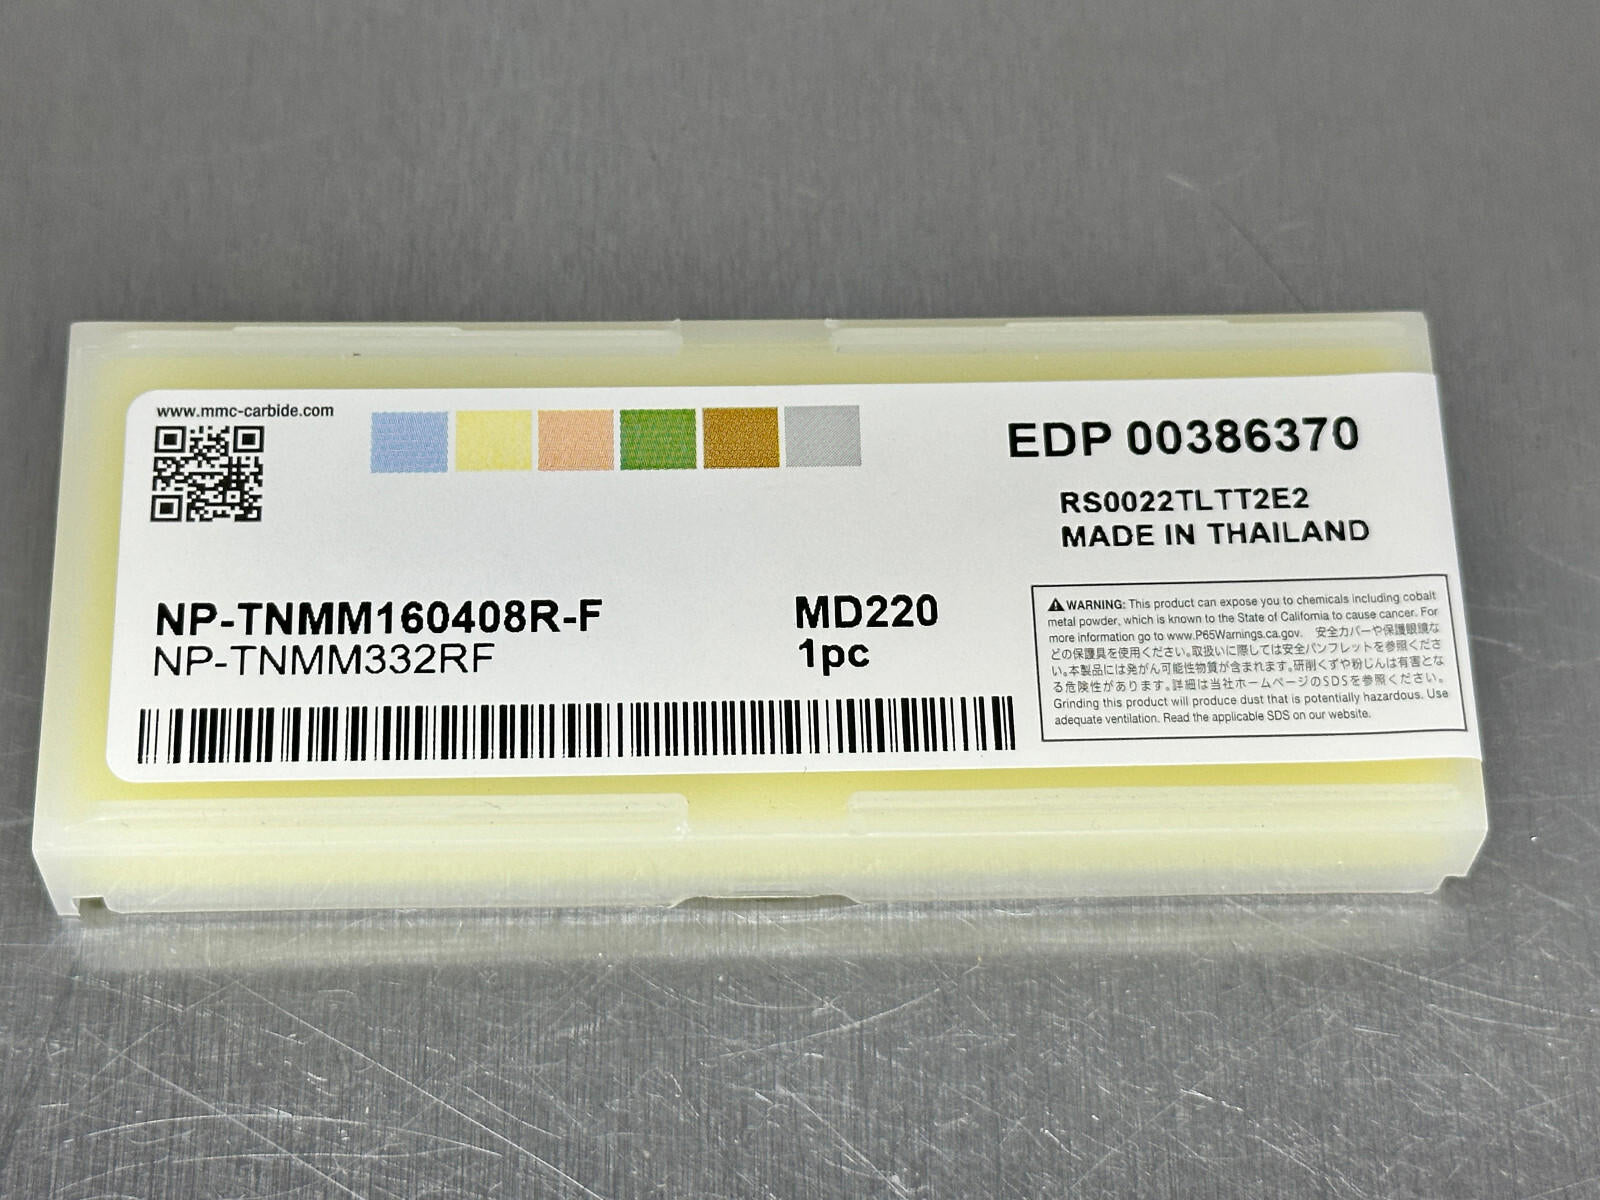 www.mmc-carbide.com
EDP 00386370
RS0022TLTT2E2
MADE IN THAILAND
NP-TNMM160408R-F
NP-TNMM332RF
MD220
1pc
WARNING: This product can expose you to chemicals including cobalt
metal powder, which is known to the State of California to cause cancer. For
more information go to www.P65Warnings.ca.gov. 安全カバーや保護眼鏡な
どの保護具を使用ください。取扱いに際しては安全パンフレットを参照くださ
い。本製品には発がん可能性物質が含まれます。研削くずや粉じんは有害とな
る危険性があります。詳細は当社ホームページのSDSを参照ください。
Grinding this product will produce dust that is potentially hazardous. Use
adequate ventilation. Read the applicable SDS on our website.